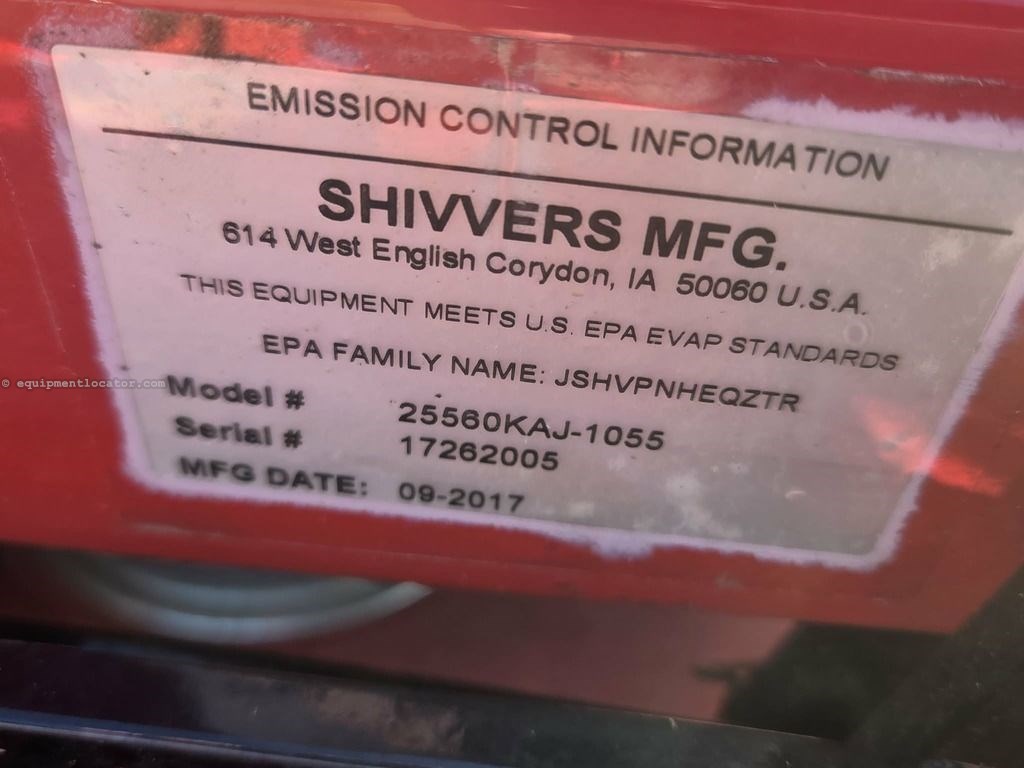 EMISSION CONTROL INFORMATION
SHIVVERS MFG.
614 West English Corydon, IA 50060 U.S.A.
THIS EQUIPMENT MEETS U.S. EPA EVAP STANDARDS
EPA FAMILY NAME: JSHVPNHEQZTR
© equipmentlocator.com
Model # 25560KAJ-1055
Serial # 17262005
MFG DATE: 09-2017